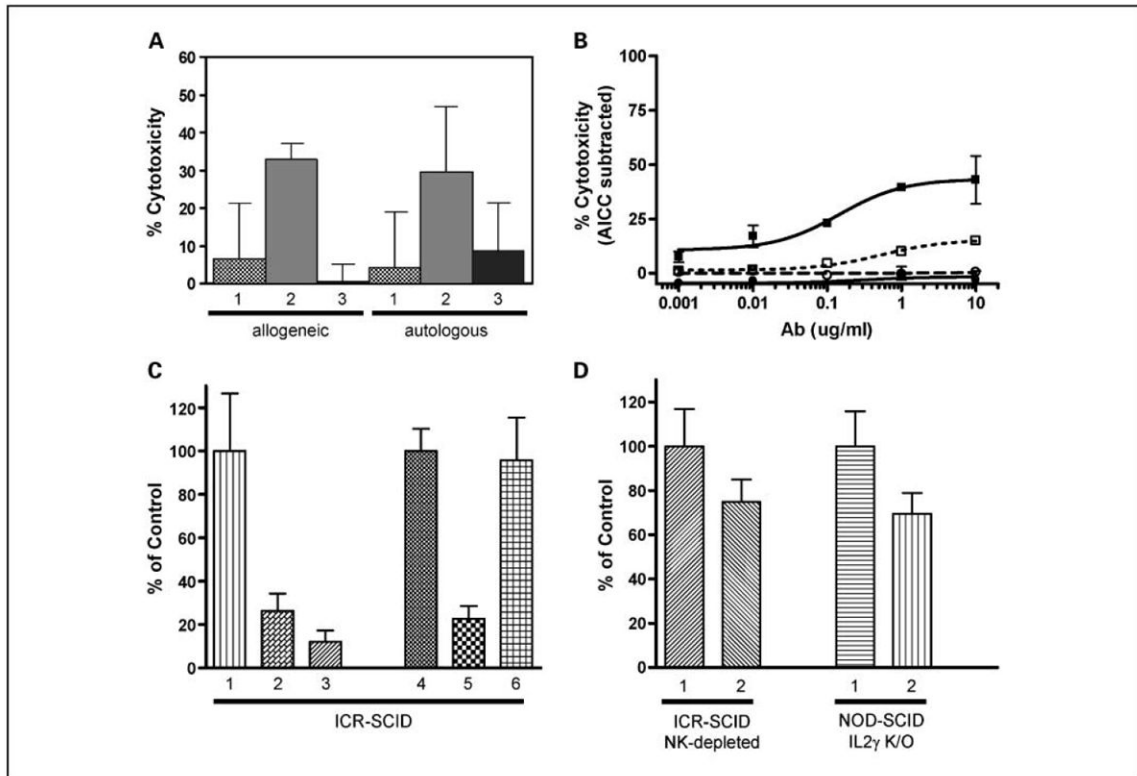 A
% Cytotoxicity
60
50
40
30
20
10
0
1 2 3 1 2 3
allogeneic autologous
B
% Cytotoxicity
(AICC subtracted)
100
75
50
25
0
0.001 0.01 0.1 1 10
Ab (ug/ml)
C
% of Control
120
100
80
60
40
20
0
1 2 3 4 5 6
ICR-SCID
D
% of Control
120
100
80
60
40
20
0
1 2 1 2
ICR-SCID NOD-SCID
NK-depleted IL2γ K/O